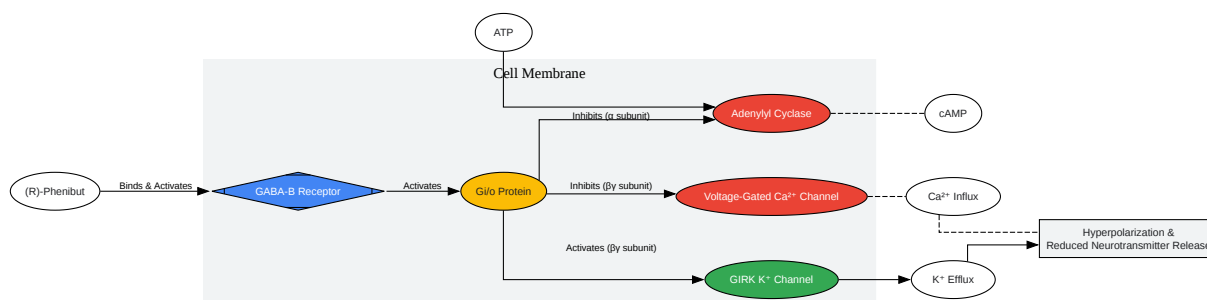 ATP
Cell Membrane
Adenylyl Cyclase
cAMP
Inhibits (α subunit)
(R)-Phenibut
Binds & Activates
GABA-B Receptor
Activates
Gi/o Protein
Inhibits (βγ subunit)
Voltage-Gated Ca²⁺ Channel
Ca²⁺ Influx
Hyperpolarization &
Reduced Neurotransmitter Release
Activates (βγ subunit)
GIRK K⁺ Channel
K⁺ Efflux